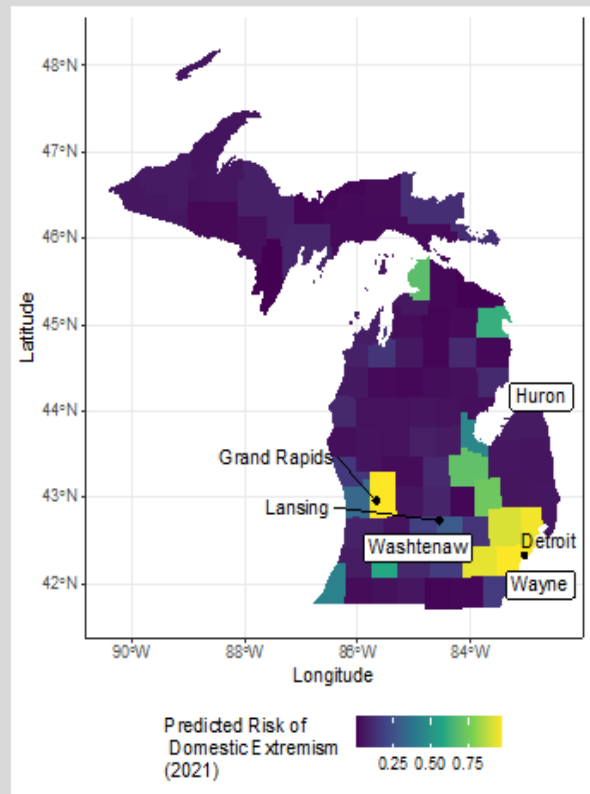 48°N
47°N
46°N
45°N
44°N
43°N
42°N
Latitude
Huron
Grand Rapids
Lansing
Washtenaw
Detroit
Wayne
90°W 88°W 86°W 84°W
Longitude
Predicted Risk of
Domestic Extremism
(2021)
0.25 0.50 0.75